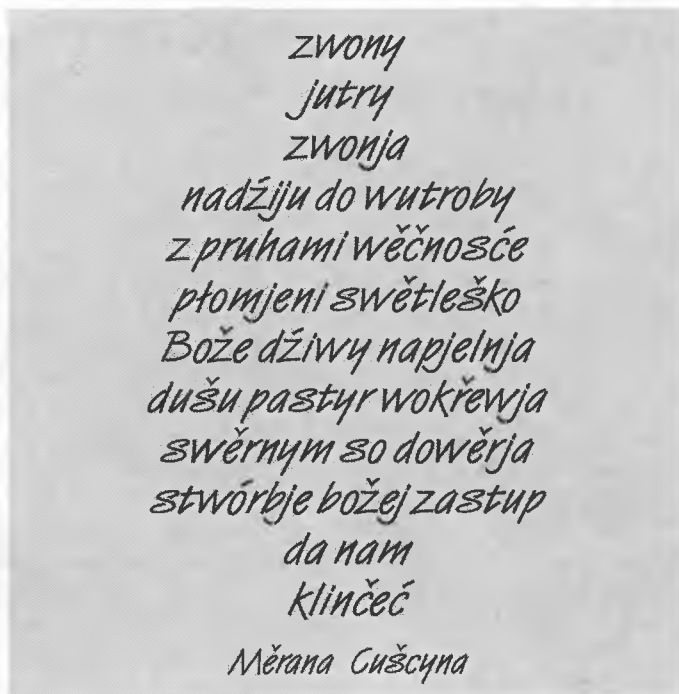 zwony
jutry
zwonja
nadźiju do wutroby
z pruhami wěčnosće
płomjeni swětleško
Bože dźiwy napjelnja
dušu pastyr wokřewja
swěrnym so dowěrja
stwórbje božej zastup
da nam
klinčeć
Měrana Cušcyna